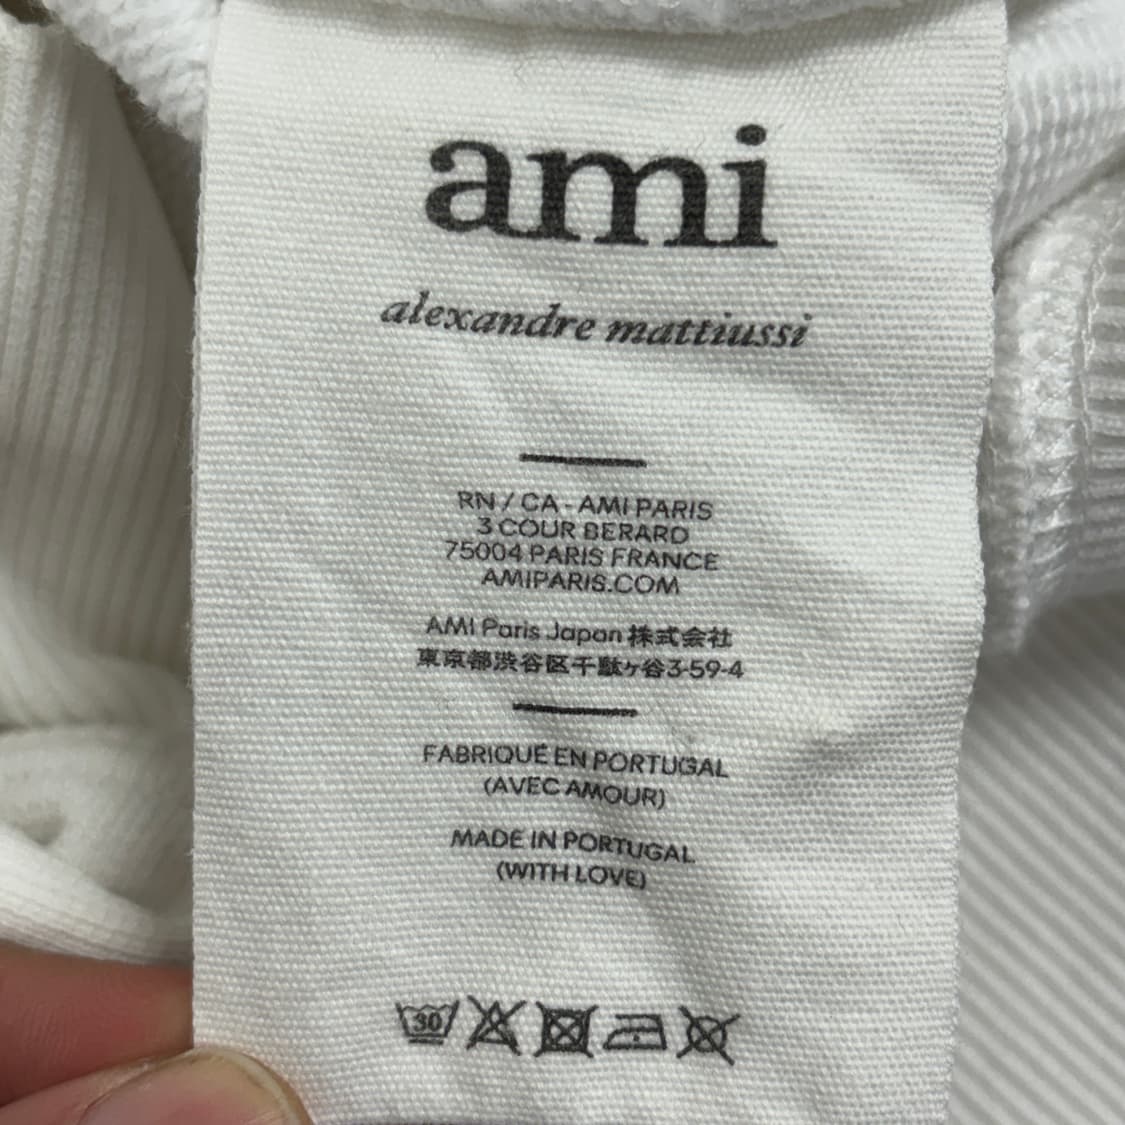 ami
alexandre mattiussi
RN / CA - AMI PARIS
3 COUR BERARD
75004 PARIS FRANCE
AMIPARIS.COM
AMI Paris Japan 株式会社
東京都渋谷区千駄ヶ谷3-59-4
FABRIQUÉ EN PORTUGAL
(AVEC AMOUR)
MADE IN PORTUGAL
(WITH LOVE)
30